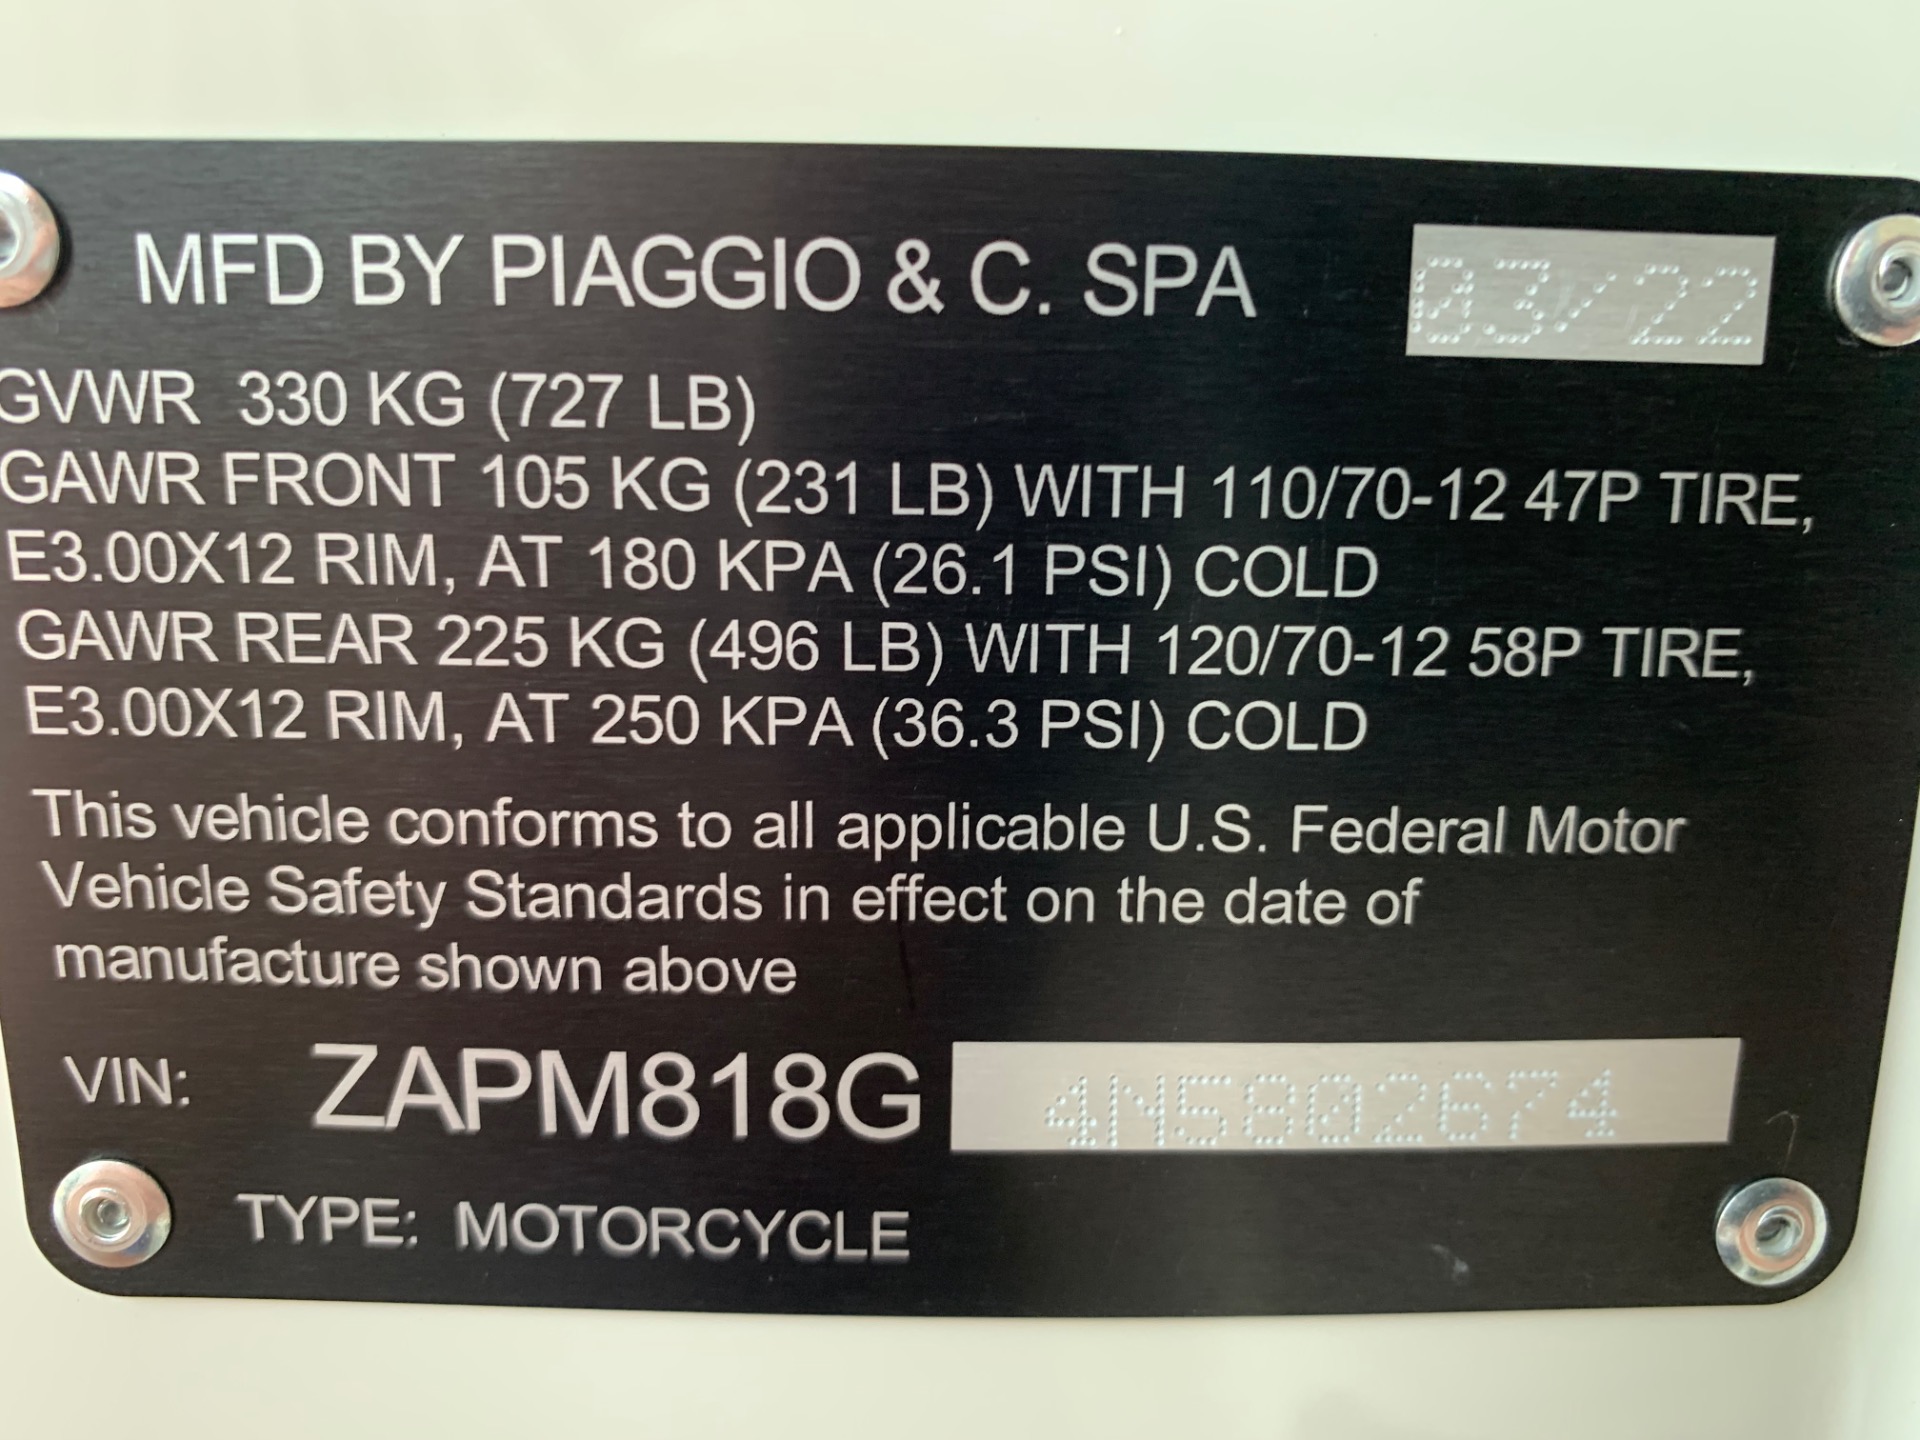 MFD BY PIAGGIO & C. SPA 03/22
GVWR 330 KG (727 LB)
GAWR FRONT 105 KG (231 LB) WITH 110/70-12 47P TIRE,
E3.00X12 RIM, AT 180 KPA (26.1 PSI) COLD
GAWR REAR 225 KG (496 LB) WITH 120/70-12 58P TIRE,
E3.00X12 RIM, AT 250 KPA (36.3 PSI) COLD
This vehicle conforms to all applicable U.S. Federal Motor
Vehicle Safety Standards in effect on the date of
manufacture shown above
VIN: ZAPM818G 4N5802674
TYPE: MOTORCYCLE